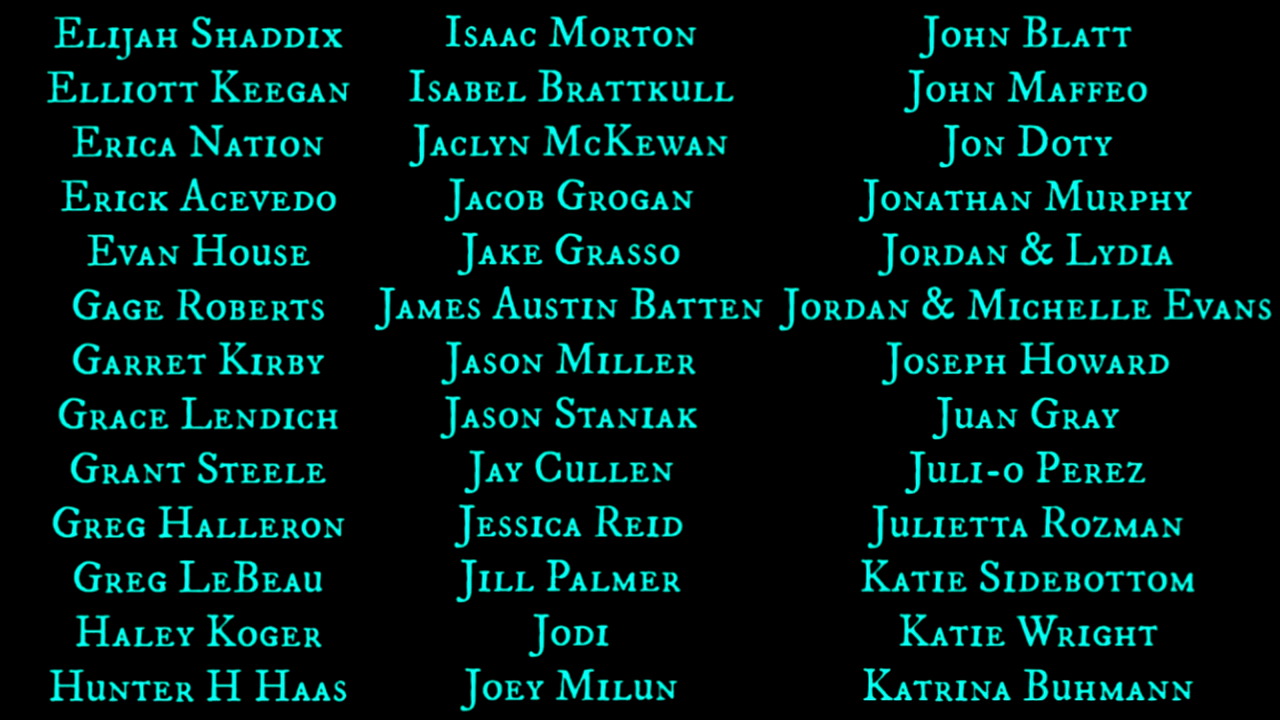 Elijah Shaddix
Elliott Keegan
Erica Nation
Erick Acevedo
Evan House
Gage Roberts
Garret Kirby
Grace Lendich
Grant Steele
Greg Halleron
Greg LeBeau
Haley Koger
Hunter H Haas
Isaac Morton
Isabel Brattkull
Jaclyn McKewan
Jacob Grogan
Jake Grasso
James Austin Batten
Jason Miller
Jason Staniak
Jay Cullen
Jessica Reid
Jill Palmer
Jodi
Joey Milun
John Blatt
John Maffeo
Jon Doty
Jonathan Murphy
Jordan & Lydia
Jordan & Michelle Evans
Joseph Howard
Juan Gray
Juli-o Perez
Julietta Rozman
Katie Sidebottom
Katie Wright
Katrina Buhmann